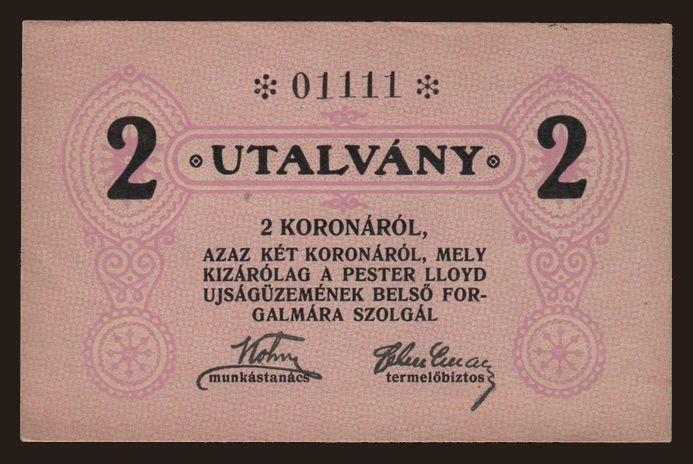 * 01111 *
2 UTALVÁNY 2
2 KORONÁRÓL,
AZAZ KÉT KORONÁRÓL, MELY
KIZÁRÓLAG A PESTER LLOYD
UJSÁGÜZEMÉNEK BELSŐ FOR-
GALMÁRA SZOLGÁL
munkástanács termelőbiztos